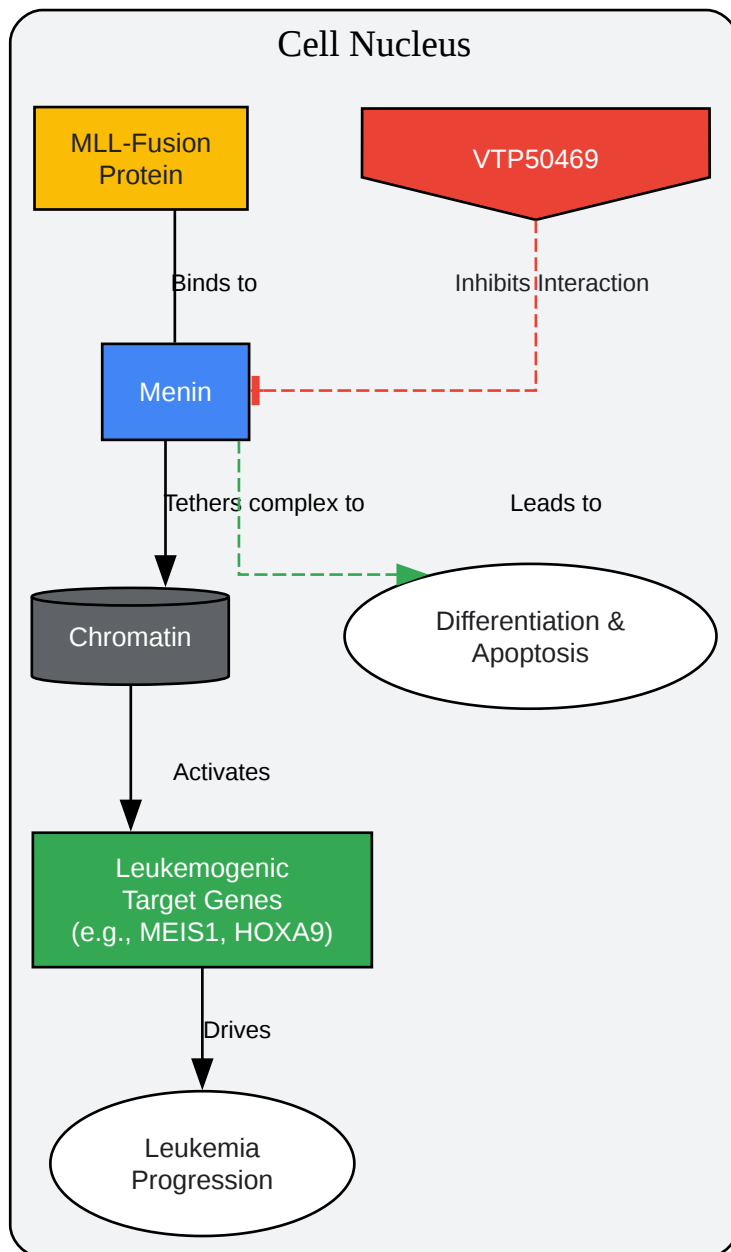 Cell Nucleus
MLL-Fusion
Protein
VTP50469
Binds to
Inhibits Interaction
Menin
Tethers complex to
Leads to
Chromatin
Differentiation &
Apoptosis
Activates
Leukemogenic
Target Genes
(e.g., MEIS1, HOXA9)
Drives
Leukemia
Progression